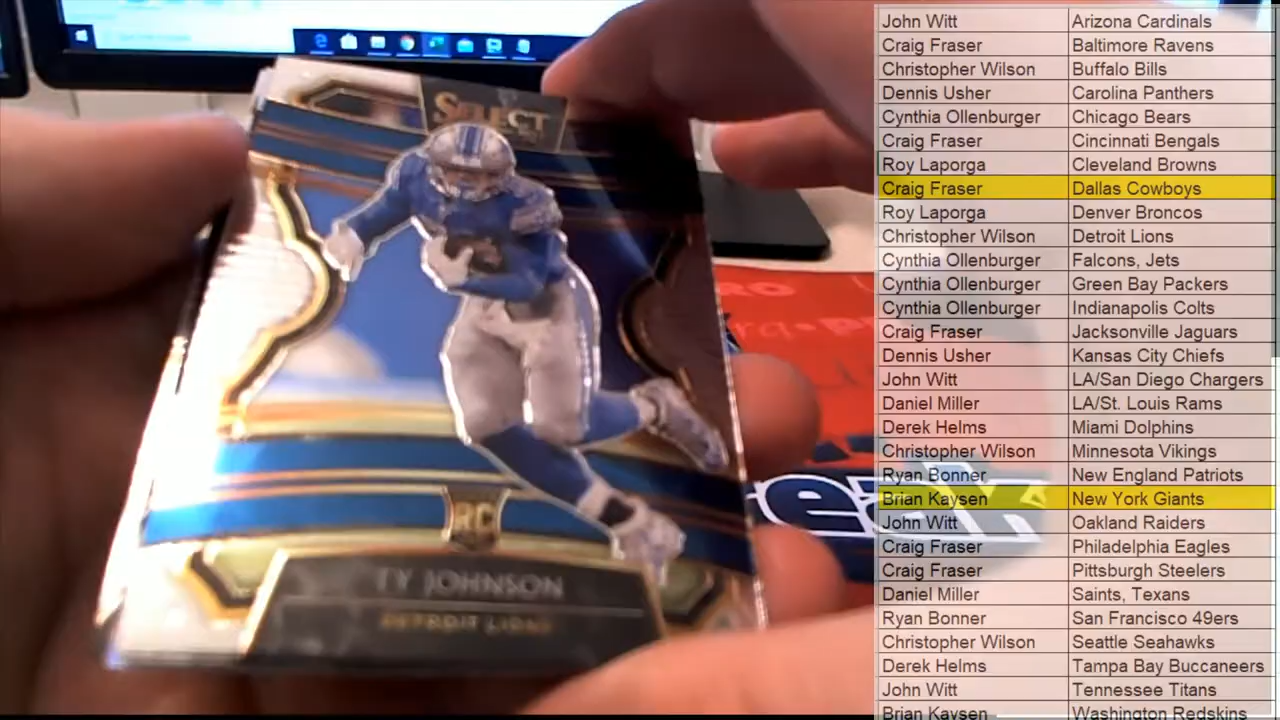 SELECT
RC
TY JOHNSON
DETROIT LIONS
John Witt Arizona Cardinals
Craig Fraser Baltimore Ravens
Christopher Wilson Buffalo Bills
Dennis Usher Carolina Panthers
Cynthia Ollenburger Chicago Bears
Craig Fraser Cincinnati Bengals
Roy Laporga Cleveland Browns
Craig Fraser Dallas Cowboys
Roy Laporga Denver Broncos
Christopher Wilson Detroit Lions
Cynthia Ollenburger Falcons, Jets
Cynthia Ollenburger Green Bay Packers
Cynthia Ollenburger Indianapolis Colts
Craig Fraser Jacksonville Jaguars
Dennis Usher Kansas City Chiefs
John Witt LA/San Diego Chargers
Daniel Miller LA/St. Louis Rams
Derek Helms Miami Dolphins
Christopher Wilson Minnesota Vikings
Ryan Bonner New England Patriots
Brian Kaysen New York Giants
John Witt Oakland Raiders
Craig Fraser Philadelphia Eagles
Craig Fraser Pittsburgh Steelers
Daniel Miller Saints, Texans
Ryan Bonner San Francisco 49ers
Christopher Wilson Seattle Seahawks
Derek Helms Tampa Bay Buccaneers
John Witt Tennessee Titans
Brian Kaysen Washington Redskins